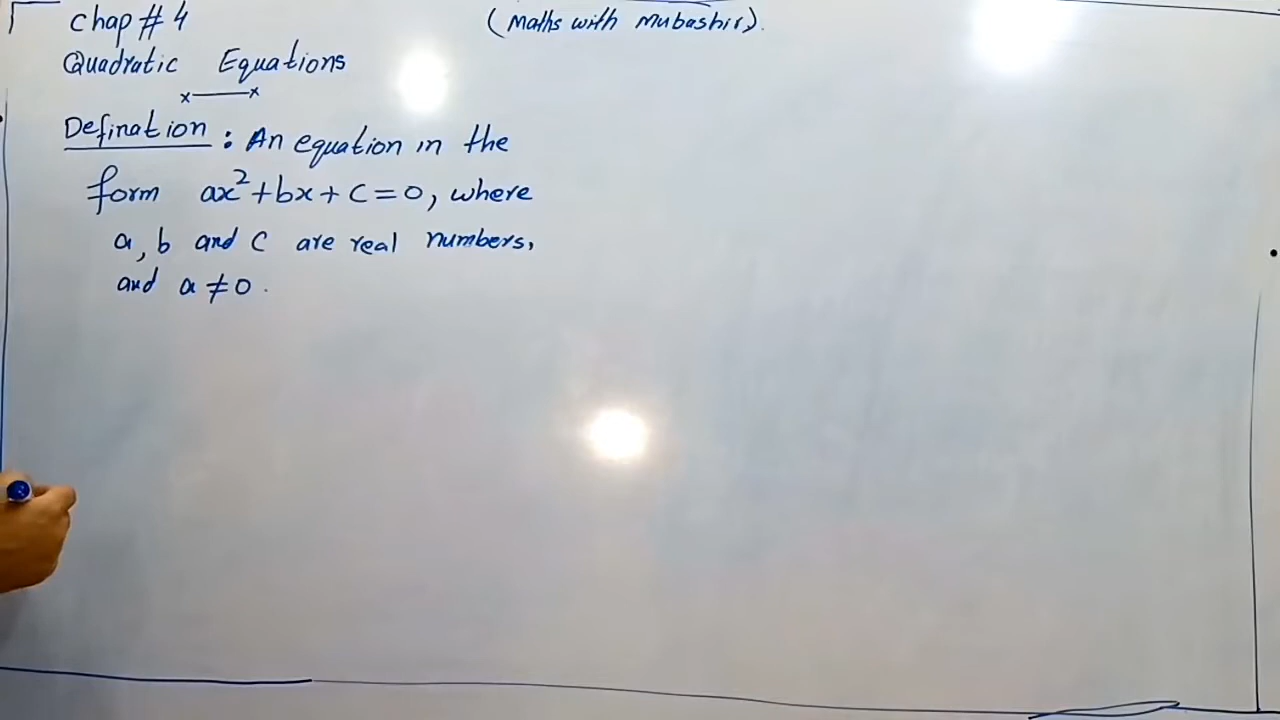 Chap # 4
(Maths with Mubashir).
Quadratic Equations
Defination : An equation in the
form ax²+bx+c=0, where
a, b and c are real numbers,
and a≠0.